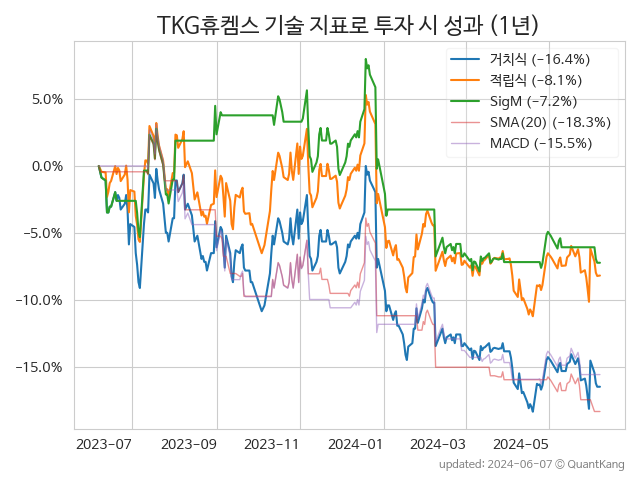 TKG휴켐스 기술 지표로 투자 시 성과 (1년)
거치식 (−16.4%)
적립식 (−8.1%)
SigM (−7.2%)
SMA(20) (−18.3%)
MACD (−15.5%)
5.0%
0.0%
−5.0%
−10.0%
−15.0%
2023−07 2023−09 2023−11 2024−01 2024−03 2024−05
updated: 2024-06-07 © QuantKang